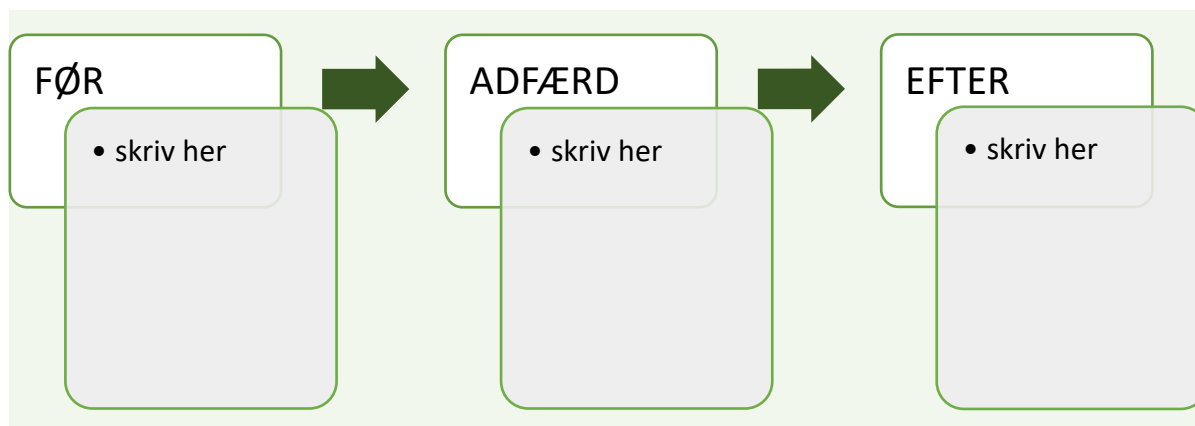 FØR
• skriv her
ADFÆRD
• skriv her
EFTER
• skriv her